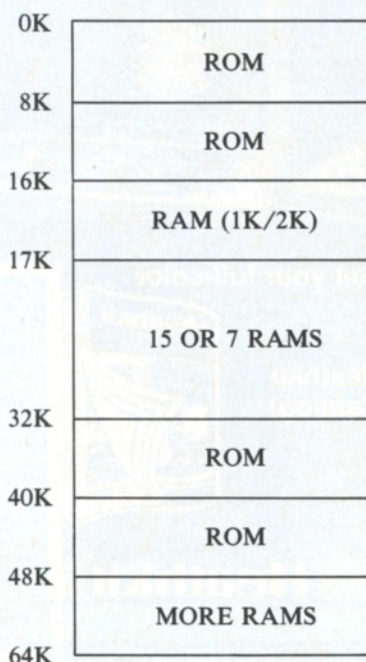 0K
ROM
8K
ROM
16K
RAM (1K/2K)
17K
15 OR 7 RAMS
32K
ROM
40K
ROM
48K
MORE RAMS
64K